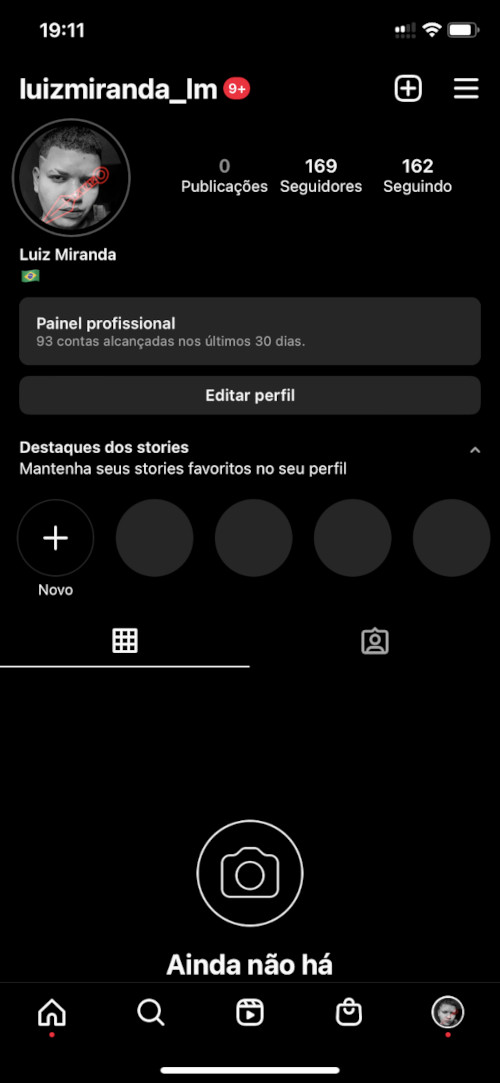 19:11
luizmiranda_lm 9+
0 169 162
Publicações Seguidores Seguindo
Luiz Miranda
Painel profissional
93 contas alcançadas nos últimos 30 dias.
Editar perfil
Destaques dos stories
Mantenha seus stories favoritos no seu perfil
Novo
Ainda não há